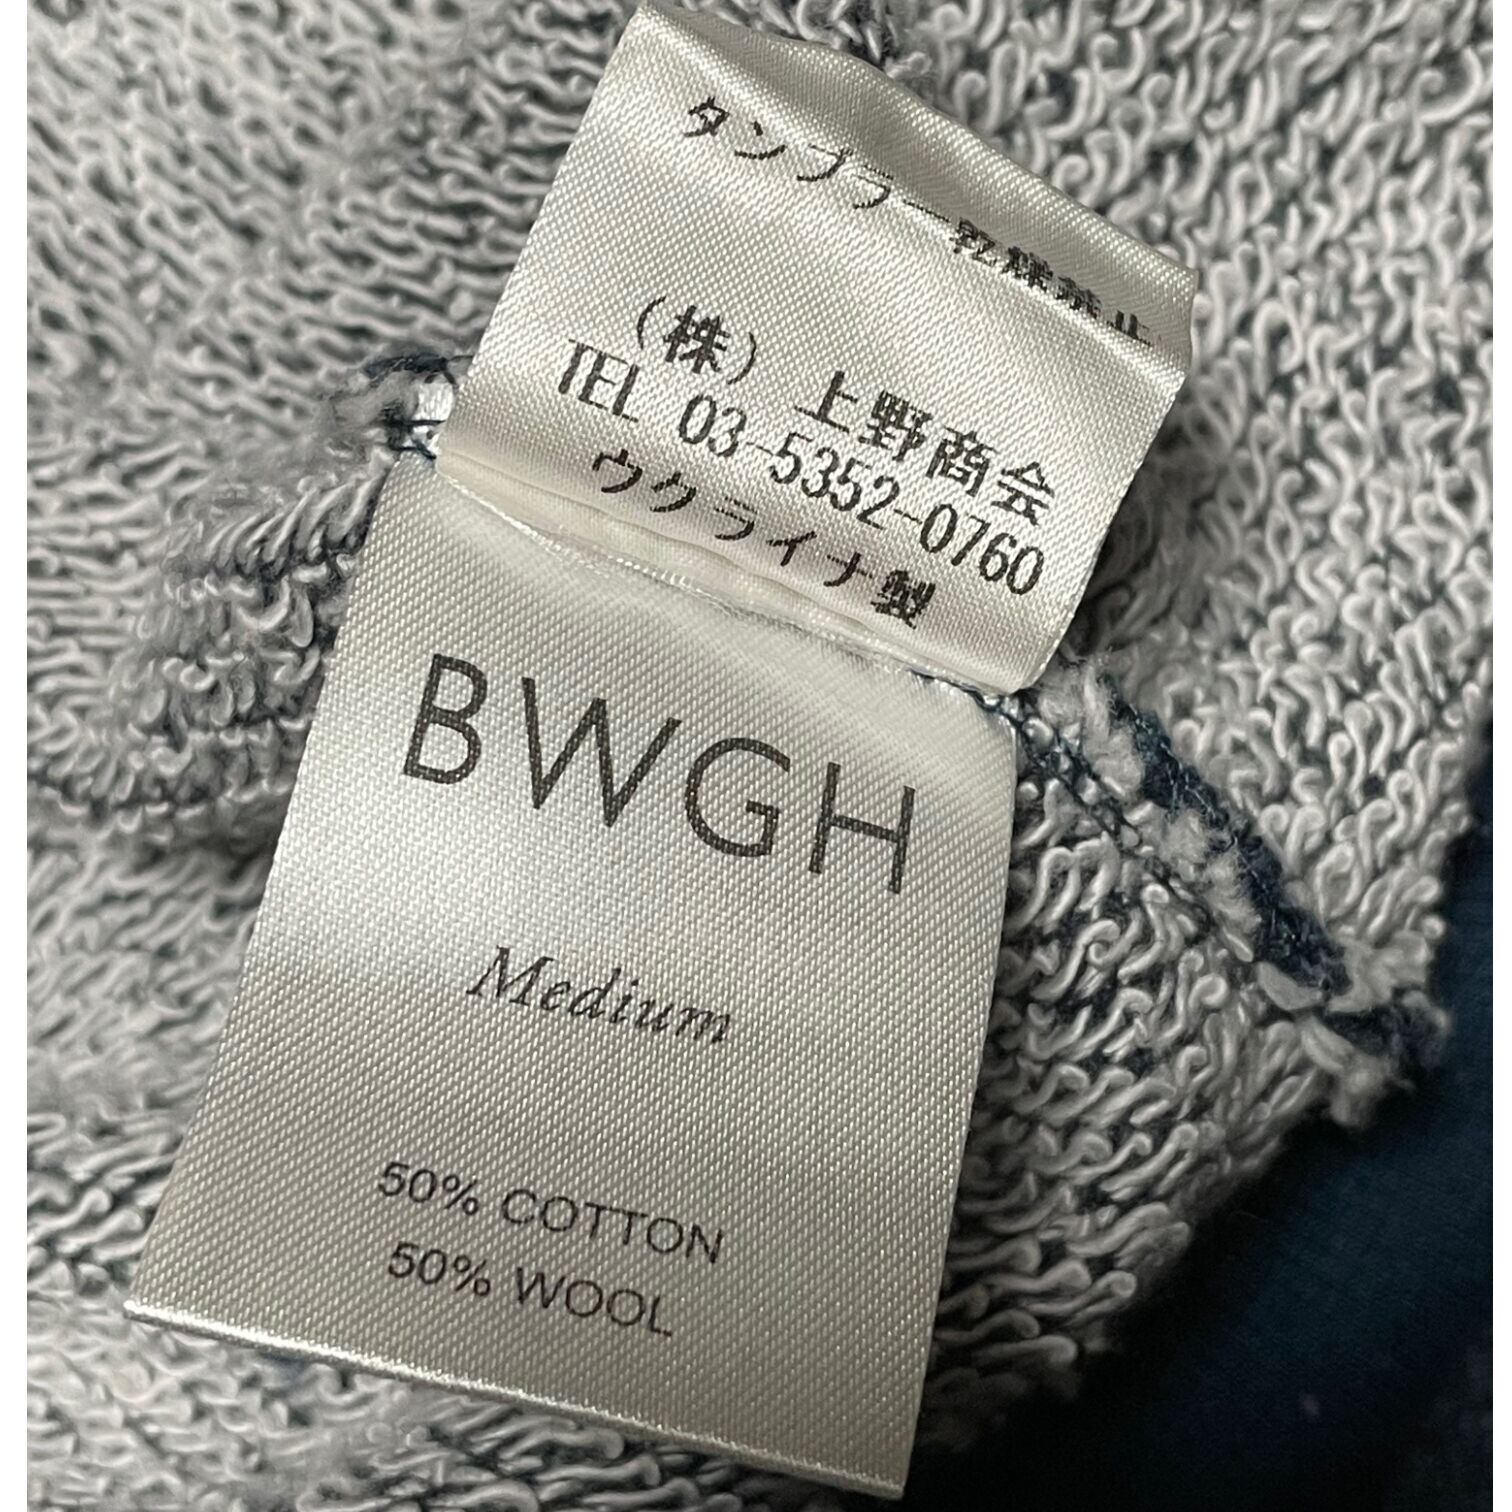 タンブラー乾燥禁止
（株）上野商会
TEL 03-5352-0760
ウクライナ製
BWGH
Medium
50% COTTON
50% WOOL